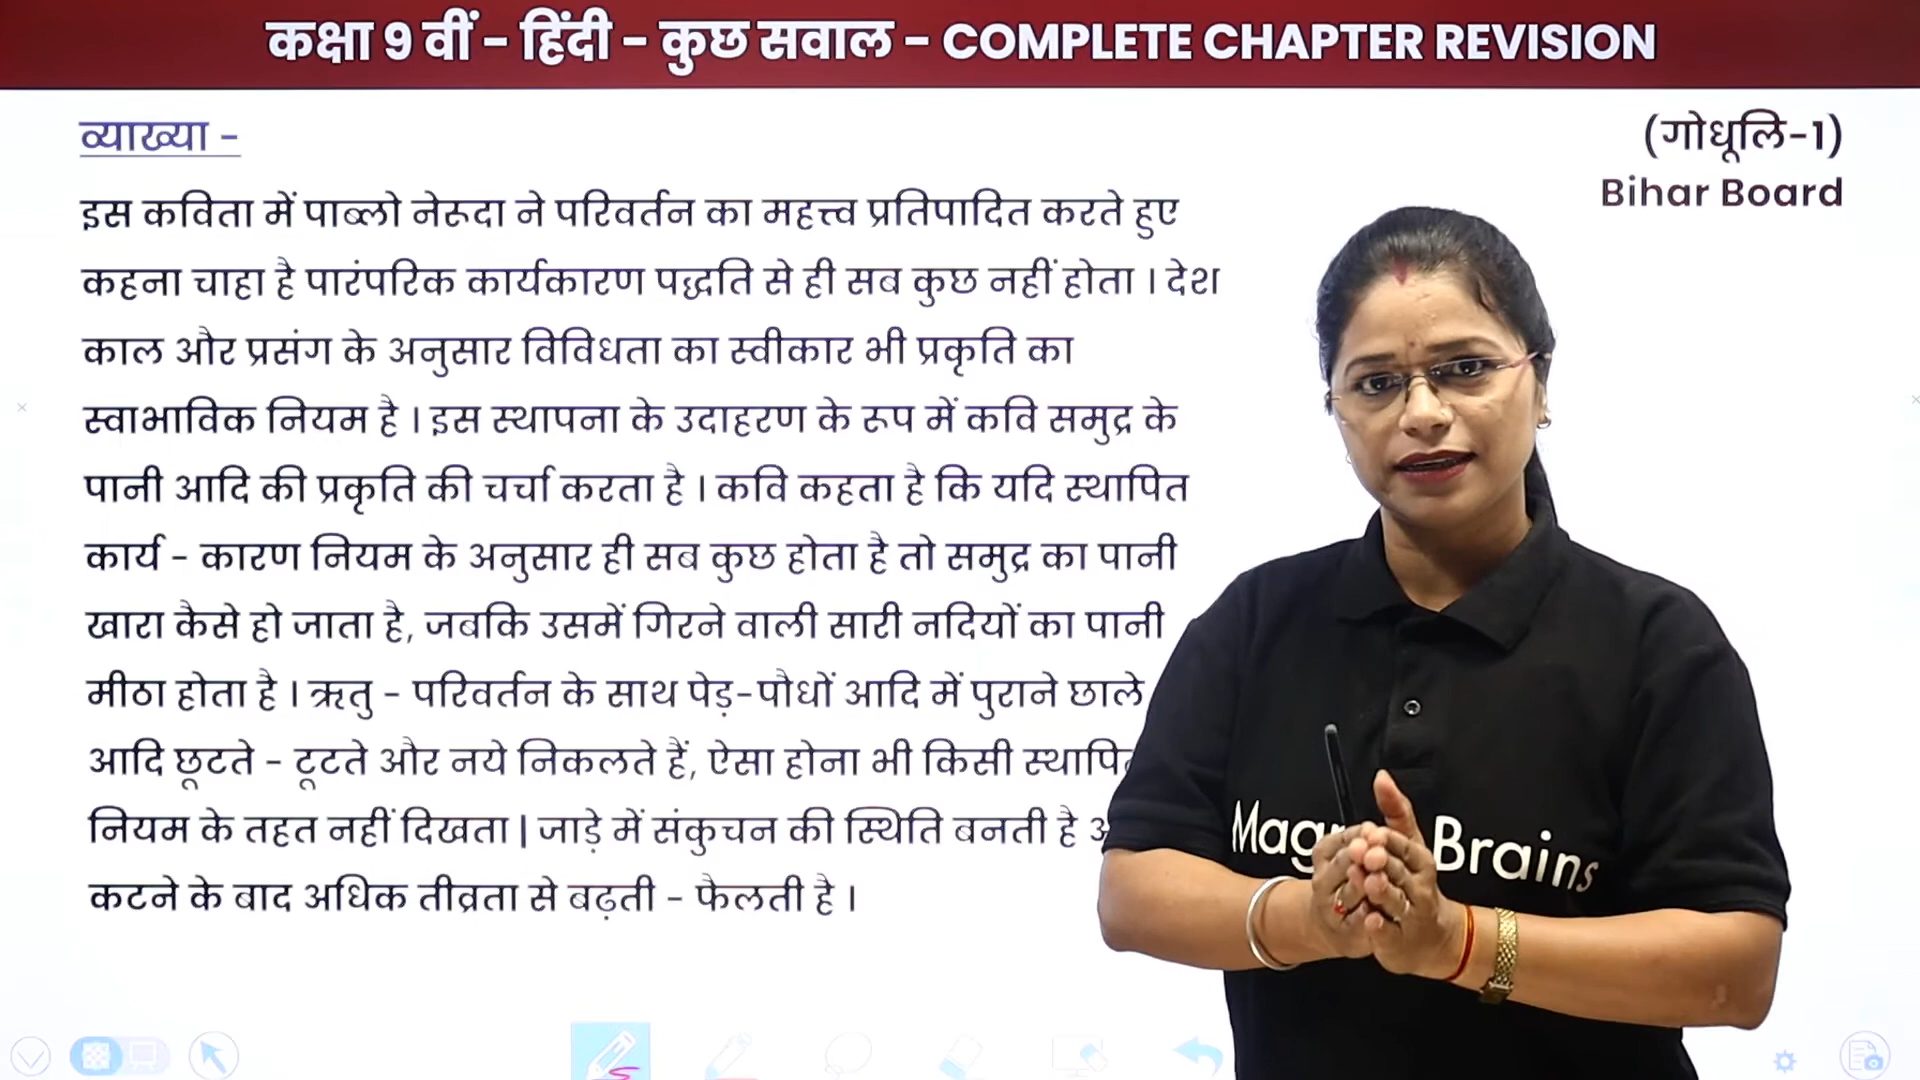 कक्षा 9 वीं – हिंदी – कुछ सवाल – COMPLETE CHAPTER REVISION
व्याख्या –
(गोधूलि-1)
Bihar Board
इस कविता में पाब्लो नेरूदा ने परिवर्तन का महत्त्व प्रतिपादित करते हुए
कहना चाहा है पारंपरिक कार्यकारण पद्धति से ही सब कुछ नहीं होता । देश
काल और प्रसंग के अनुसार विविधता का स्वीकार भी प्रकृति का
स्वाभाविक नियम है । इस स्थापना के उदाहरण के रूप में कवि समुद्र के
पानी आदि की प्रकृति की चर्चा करता है । कवि कहता है कि यदि स्थापित
कार्य – कारण नियम के अनुसार ही सब कुछ होता है तो समुद्र का पानी
खारा कैसे हो जाता है, जबकि उसमें गिरने वाली सारी नदियों का पानी
मीठा होता है । ऋतु – परिवर्तन के साथ पेड़-पौधों आदि में पुराने छाले
आदि छूटते – टूटते और नये निकलते हैं, ऐसा होना भी किसी
नियम के तहत नहीं दिखता | जाड़े में संकुचन की स्थिति बनती है
कटने के बाद अधिक तीव्रता से बढ़ती – फैलती है ।
Brains